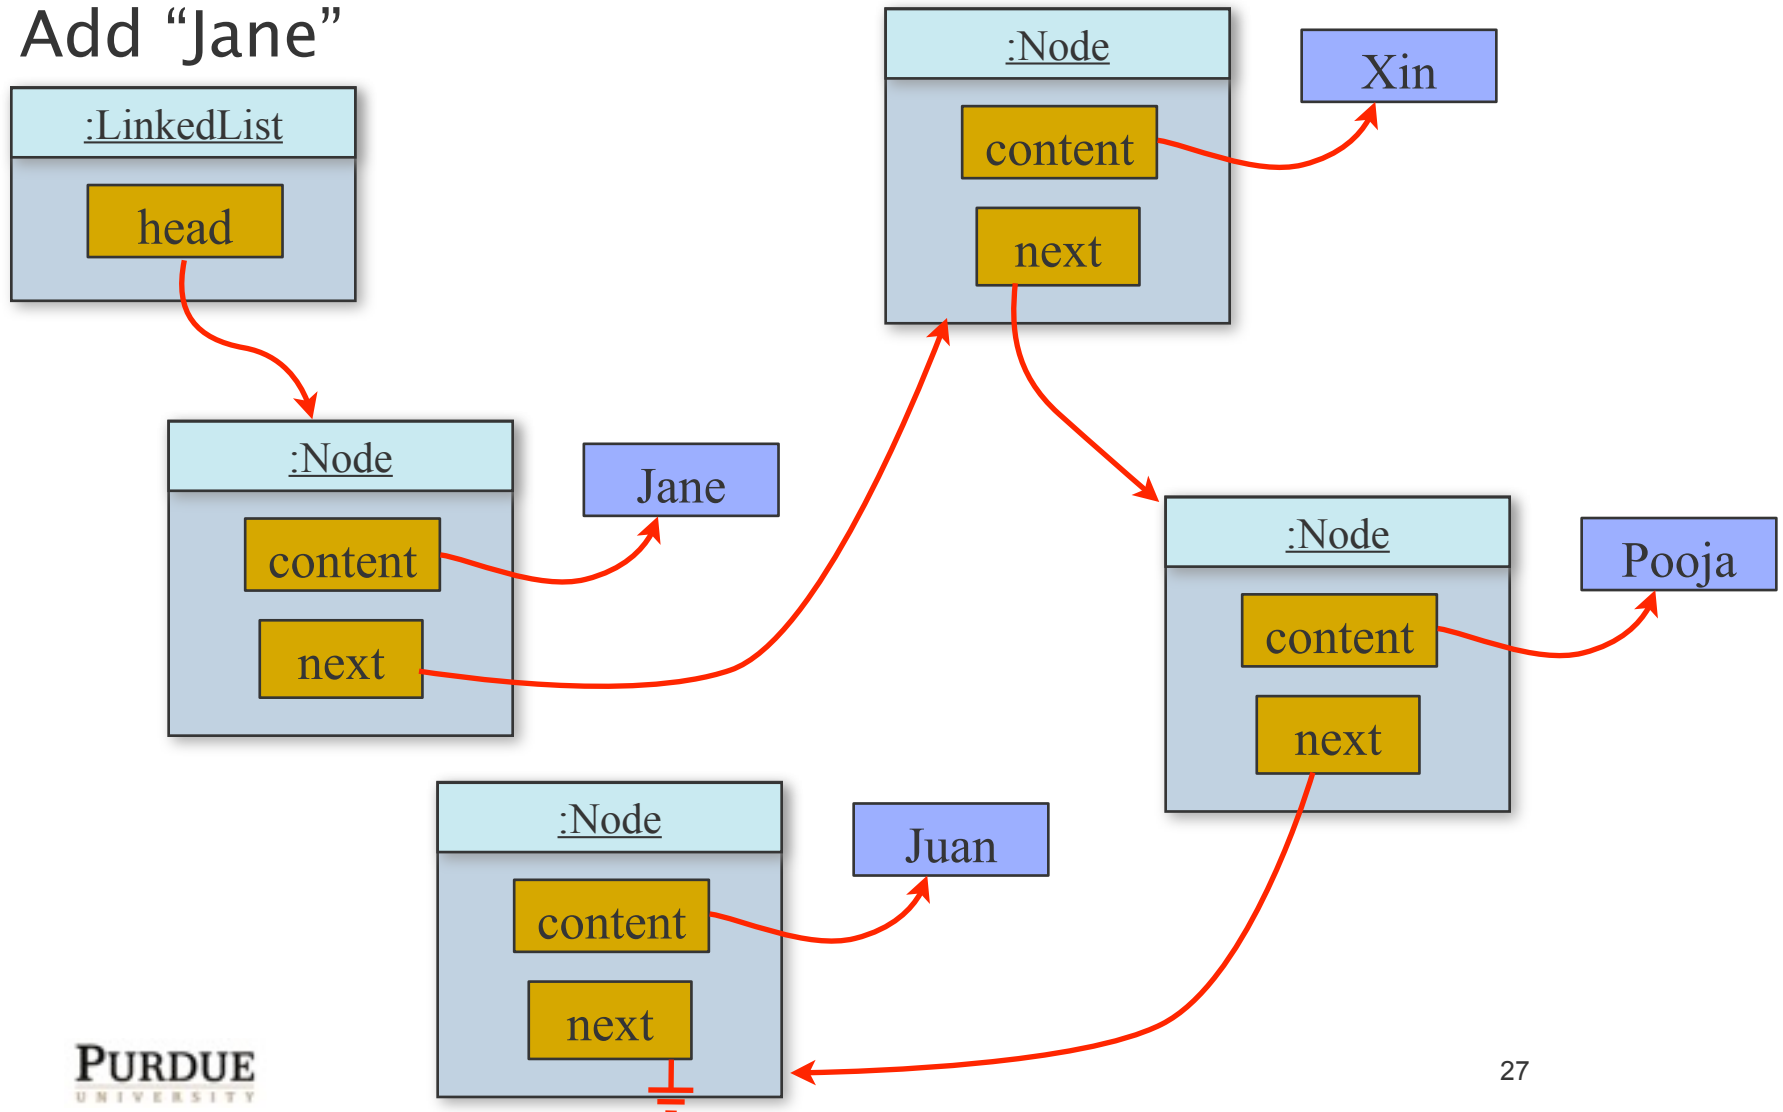 Add “Jane”
:LinkedList
head
:Node
content
next
Xin
:Node
content
next
Jane
:Node
content
next
Pooja
:Node
content
next
Juan
PURDUE
UNIVERSITY
27